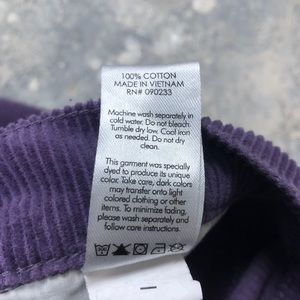 100% COTTON
MADE IN VIETNAM
RN# 090233
Machine wash separately in
cold water. Do not bleach.
Tumble dry low. Cool iron
as needed. Do not dry
clean.
This garment was specially
dyed to produce its unique
color. Take care, dark colors
may transfer onto light
colored clothing or other
items. To minimize fading,
please wash separately and
follow care instructions.